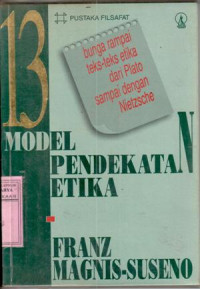 PUSTAKA FILSAFAT
bunga rampai
teks-teks etika
dari Plato
sampai dengan
Nietzsche
13
MODEL
PENDEKATAN
ETIKA
FRANZ
MAGNIS-SUSENO